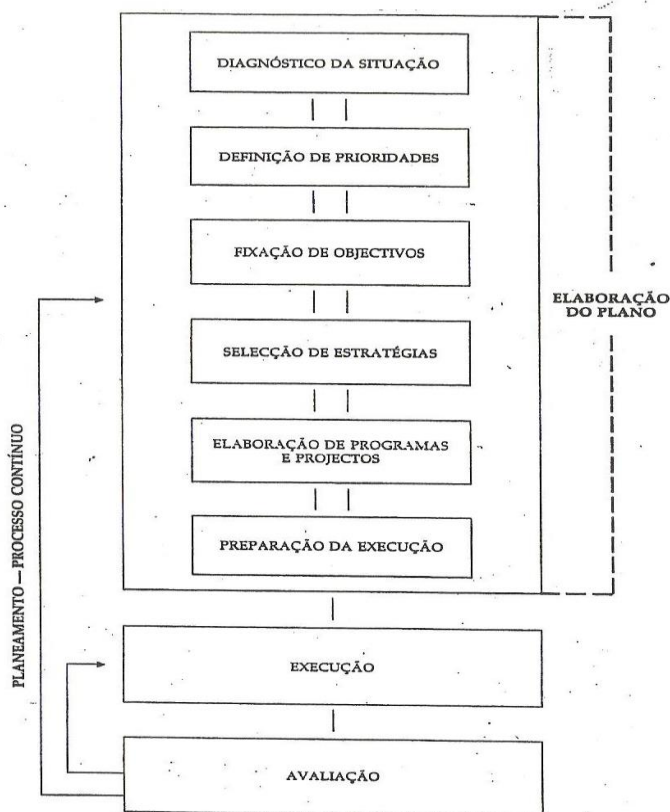 DIAGNÓSTICO DA SITUAÇÃO
DEFINIÇÃO DE PRIORIDADES
FIXAÇÃO DE OBJECTIVOS
SELECÇÃO DE ESTRATÉGIAS
ELABORAÇÃO DE PROGRAMAS
E PROJECTOS
PREPARAÇÃO DA EXECUÇÃO
ELABORAÇÃO
DO PLANO
PLANEAMENTO — PROCESSO CONTÍNUO
EXECUÇÃO
AVALIAÇÃO